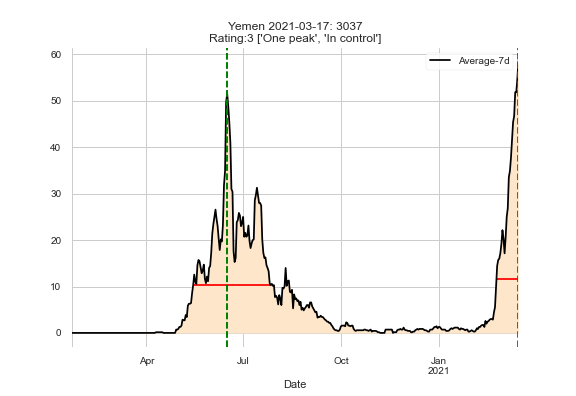 Yemen 2021-03-17: 3037
Rating:3 ['One peak', 'In control']
Average-7d
60
50
40
30
20
10
0
Apr
Jul
Oct
Jan
2021
Date